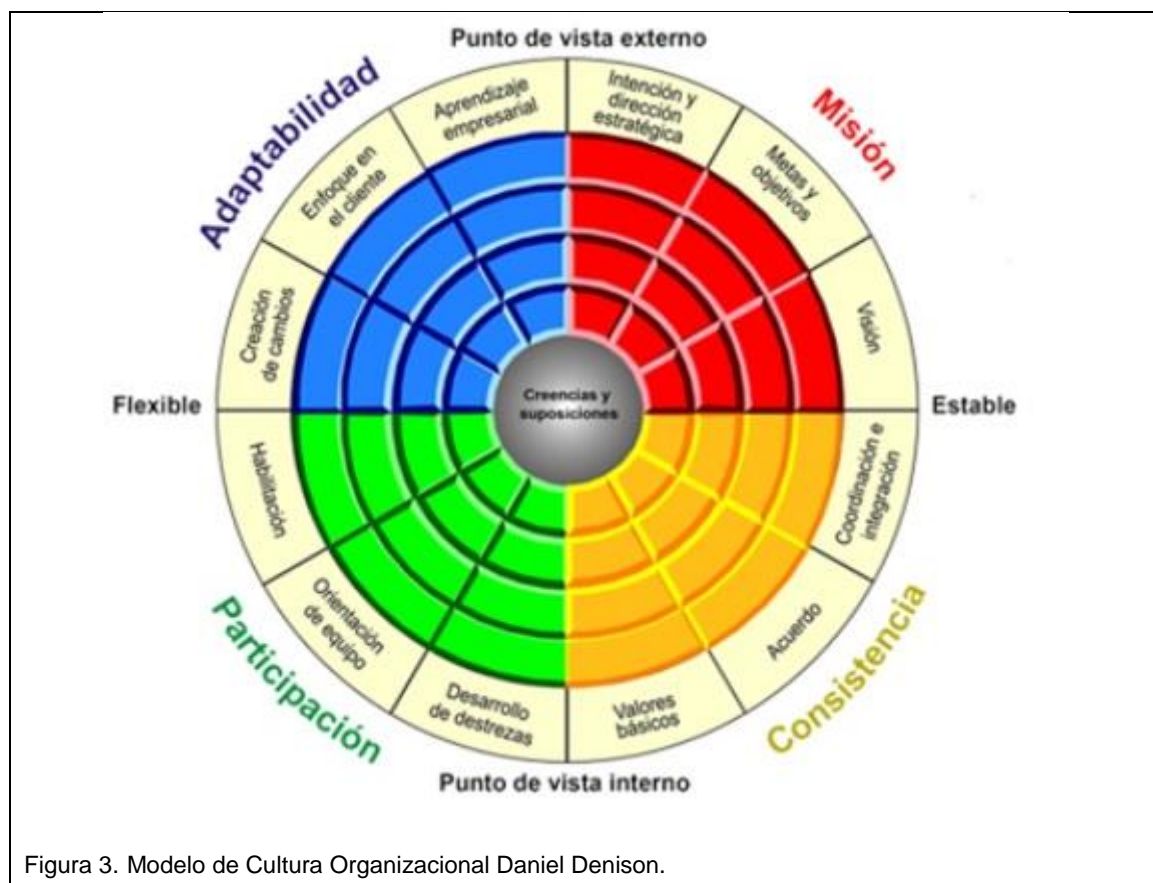 Punto de vista externo
Adaptabilidad
Misión
Aprendizaje
empresarial
Intención y
dirección
estratégica
Enfoque en
el cliente
Metas y
objetivos
Creación
de cambios
Visión
Creencias y
suposiciones
Flexible
Estable
Habilitación
Coordinación e
integración
Orientación
de equipo
Acuerdo
Desarrollo
de destrezas
Valores
básicos
Participación
Consistencia
Punto de vista interno
Figura 3. Modelo de Cultura Organizacional Daniel Denison.